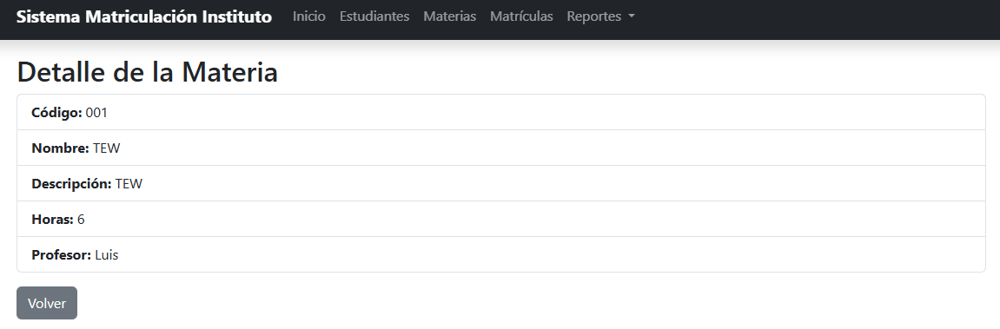 Sistema Matriculación Instituto Inicio Estudiantes Materias Matrículas Reportes
Detalle de la Materia
Código: 001
Nombre: TEW
Descripción: TEW
Horas: 6
Profesor: Luis
Volver